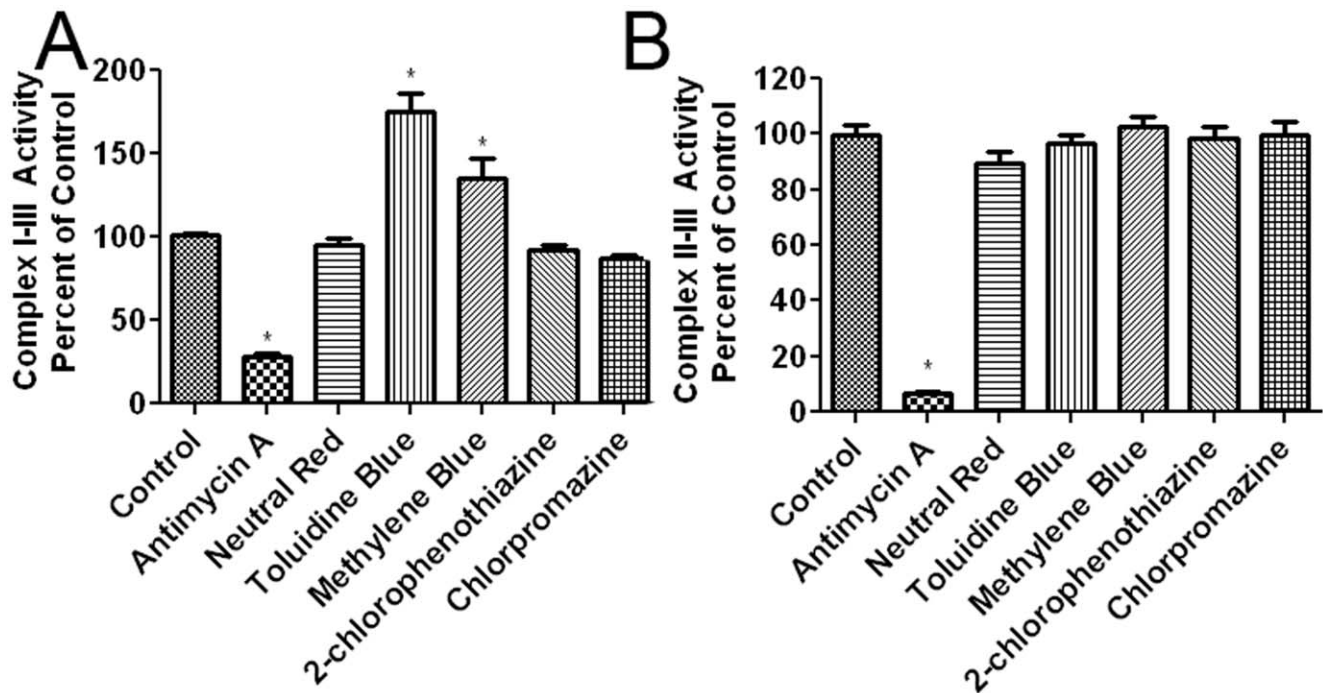 A
Complex I-III Activity
Percent of Control
200
150
100
50
0
*
*
*
Control
Antimycin A
Neutral Red
Toluidine Blue
Methylene Blue
2-chlorophenothiazine
Chlorpromazine
B
Complex II-III Activity
Percent of Control
120
100
80
60
40
20
0
*
Control
Antimycin A
Neutral Red
Toluidine Blue
Methylene Blue
2-chlorophenothiazine
Chlorpromazine